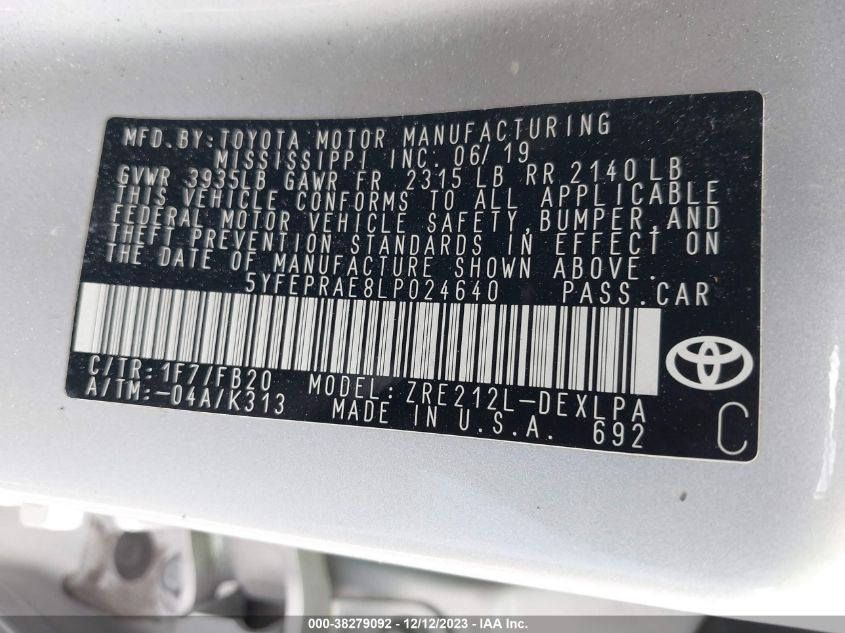 MFD. BY: TOYOTA MOTOR MANUFACTURING
MISSISSIPPI INC. 06/19
GVWR 3935LB GAWR FR 2315 LB RR 2140 LB
THIS VEHICLE CONFORMS TO ALL APPLICABLE
FEDERAL MOTOR VEHICLE SAFETY, BUMPER, AND
THEFT PREVENTION STANDARDS IN EFFECT ON
THE DATE OF MANUFACTURE SHOWN ABOVE.
5YFEPRAE8LP024640 PASS. CAR
C/TR: 1F7/FB20 MODEL: ZRE212L-DEXLPA
A/TM: -04A/K313 MADE IN U.S.A. 692
C
000-38279092 - 12/12/2023 - IAA Inc.